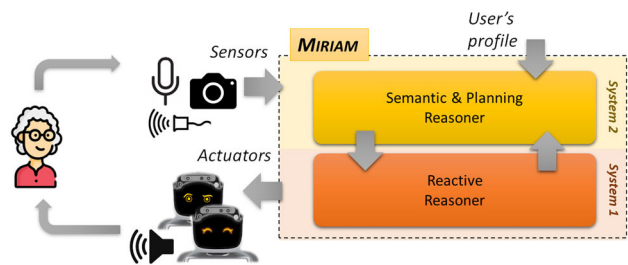 Sensors
MIRIAM
User's
profile
Semantic & Planning
Reasoner
System 2
Actuators
Reactive
Reasoner
System 1